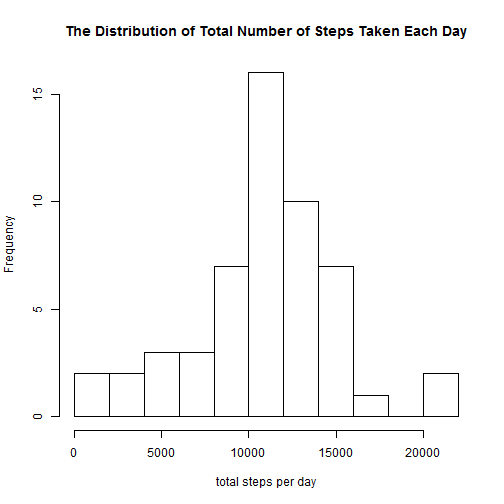 The Distribution of Total Number of Steps Taken Each Day
Frequency
15
10
5
0
0 5000 10000 15000 20000
total steps per day